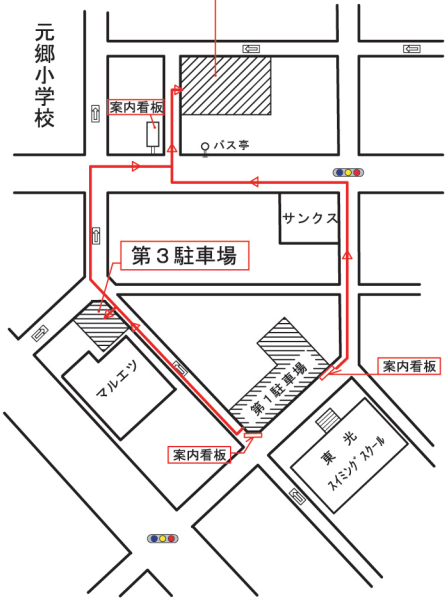 元郷小学校
案内看板
バス亭
サンクス
第３駐車場
マルエツ
第１駐車場
案内看板
案内看板
東光
スイミングスクール